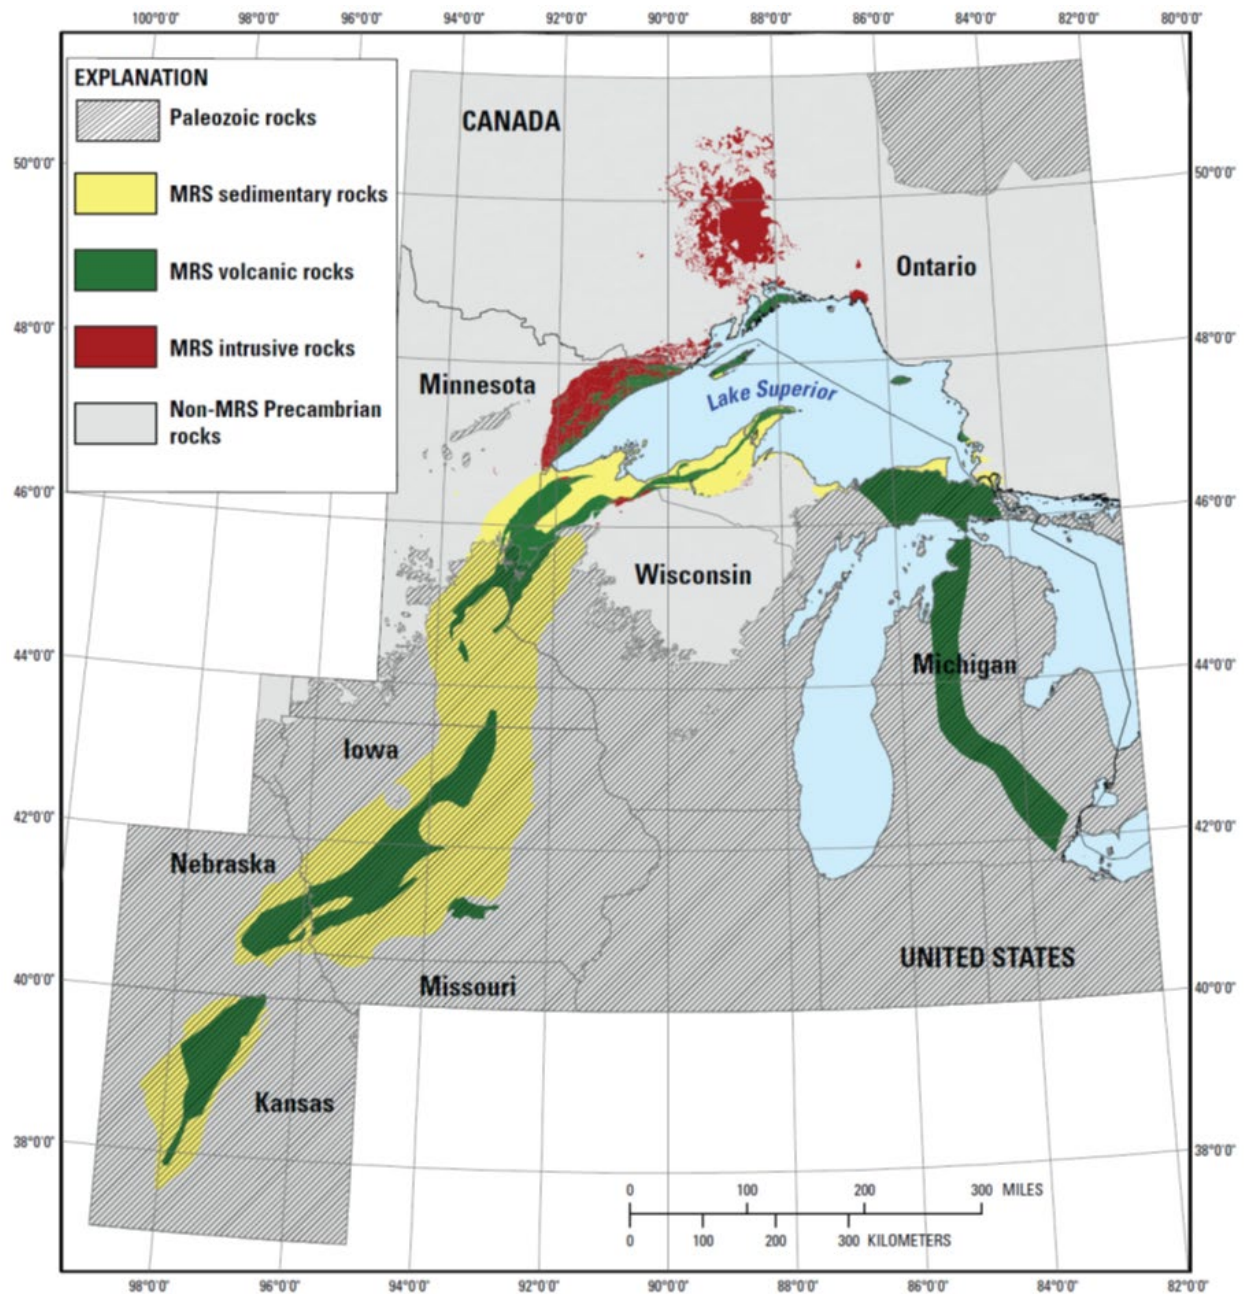 100°0'0" 98°0'0" 96°0'0" 94°0'0" 92°0'0" 90°0'0" 88°0'0" 86°0'0" 84°0'0" 82°0'0" 80°0'0"
EXPLANATION
Paleozoic rocks
MRS sedimentary rocks
MRS volcanic rocks
MRS intrusive rocks
Non-MRS Precambrian
rocks
CANADA
50°0'0"
50°0'0"
Ontario
48°0'0"
48°0'0"
Minnesota
Lake Superior
46°0'0"
46°0'0"
Wisconsin
44°0'0"
44°0'0"
Michigan
Iowa
42°0'0"
42°0'0"
Nebraska
UNITED STATES
40°0'0"
40°0'0"
Missouri
Kansas
38°0'0"
38°0'0"
0 100 200 300 MILES
0 100 200 300 KILOMETERS
98°0'0" 96°0'0" 94°0'0" 92°0'0" 90°0'0" 88°0'0" 86°0'0" 84°0'0" 82°0'0"